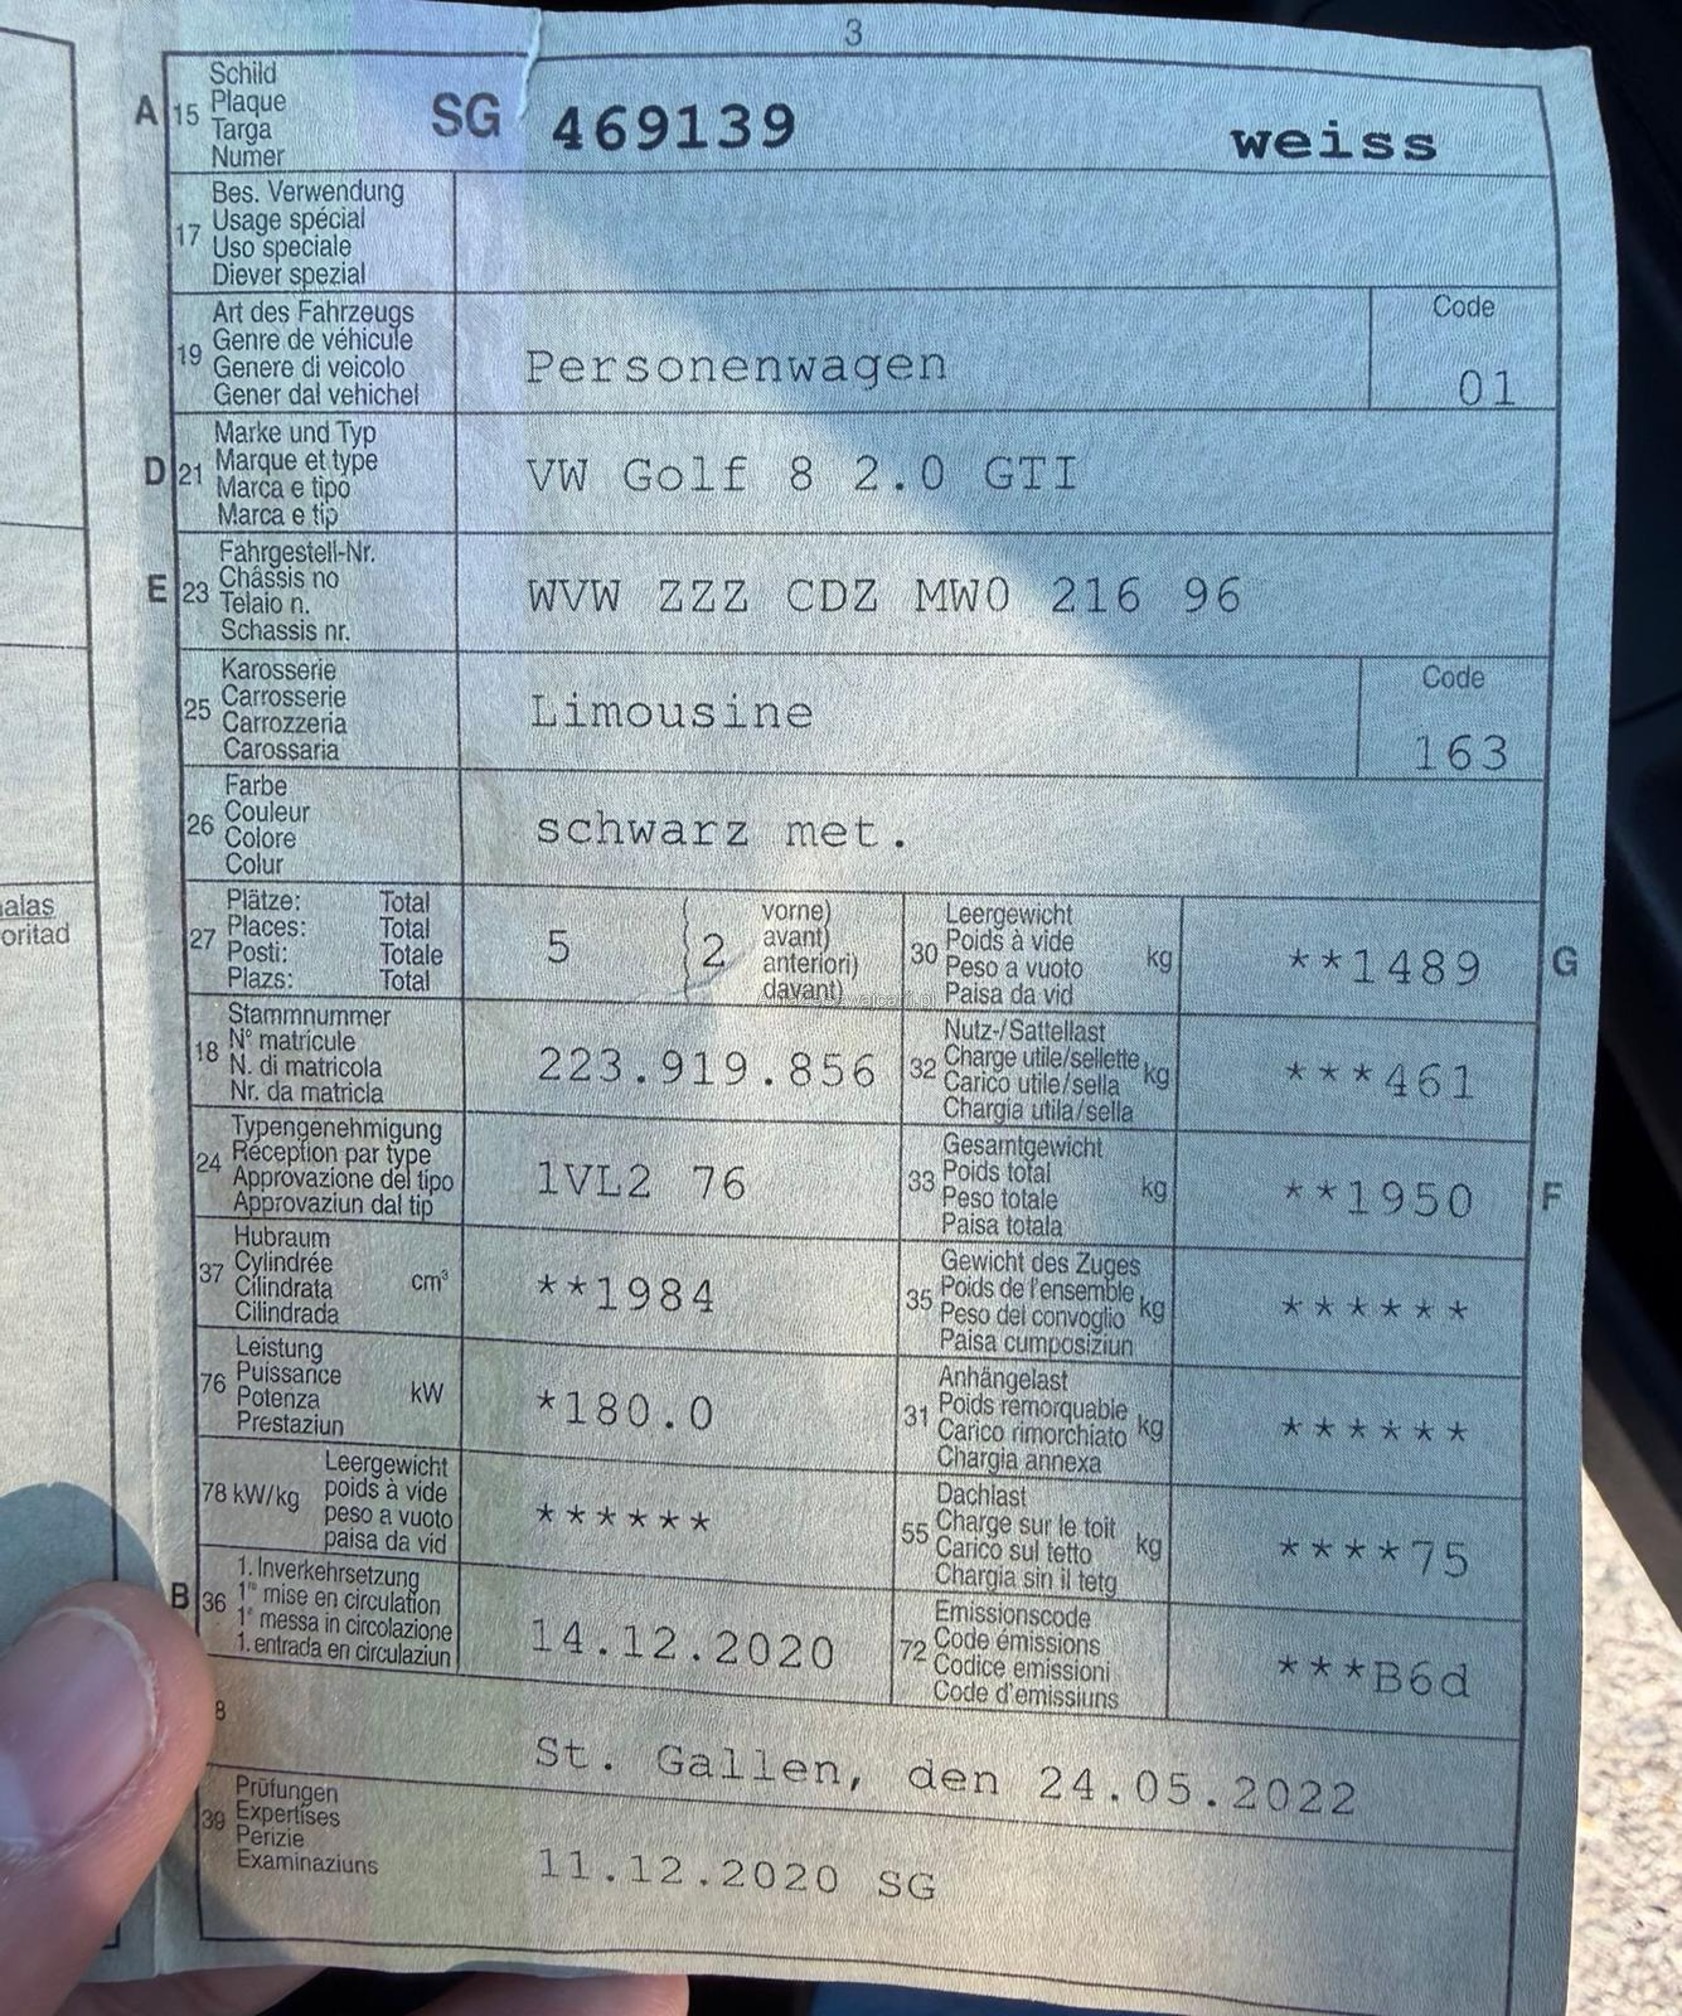 3
A 15 Schild
Plaque
Targa
Numer
SG 469139 weiss
17 Bes. Verwendung
Usage spécial
Uso speciale
Diever spezial
19 Art des Fahrzeugs
Genre de véhicule
Genere di veicolo
Gener dal vehichel
Personenwagen
Code
01
D 21 Marke und Typ
Marque et type
Marca e tipo
Marca e tip
VW Golf 8 2.0 GTI
E 23 Fahrgestell-Nr.
Châssis no
Telaio n.
Schassis nr.
WVW ZZZ CDZ MW0 216 96
25 Karosserie
Carrosserie
Carrozzeria
Carossaria
Limousine
Code
163
26 Farbe
Couleur
Colore
Colur
schwarz met.
alas
oritad
27 Plätze: Total
Places: Total
Posti: Totale
Plazs: Total
5 2 vorne)
avant)
anteriori)
davant)
30 Leergewicht
Poids à vide
Peso a vuoto
Paisa da vid
kg
**1489 G
18 Stammnummer
N° matrícule
N. di matricola
Nr. da matricla
223.919.856
32 Nutz-/Sattellast
Charge utile/sellette
Carico utile/sella
Chargia utila/sella
kg
***461
24 Typengenehmigung
Réception par type
Approvazione del tipo
Approvaziun dal tip
1VL2 76
33 Gesamtgewicht
Poids total
Peso totale
Paisa totala
kg
**1950 F
37 Hubraum
Cylindrée
Cilindrata
Cilindrada
cm³
**1984
35 Gewicht des Zuges
Poids de l'ensemble
Peso del convoglio
Paisa cumposiziun
kg
******
76 Leistung
Puissance
Potenza
Prestaziun
kW
*180.0
31 Anhängelast
Poids remorquable
Carico rimorchiato
Chargia annexa
kg
******
78 kW/kg Leergewicht
poids à vide
peso a vuoto
paisa da vid
******
55 Dachlast
Charge sur le toit
Carico sul tetto
Chargia sin il tetg
kg
****75
B 36 1. Inverkehrsetzung
1re mise en circulation
1a messa in circolazione
1. entrada en circulaziun
14.12.2020
72 Emissionscode
Code émissions
Codice emissioni
Code d'emissiuns
***B6d
8
St. Gallen, den 24.05.2022
39 Prüfungen
Expertises
Perizie
Examinaziuns
11.12.2020 SG